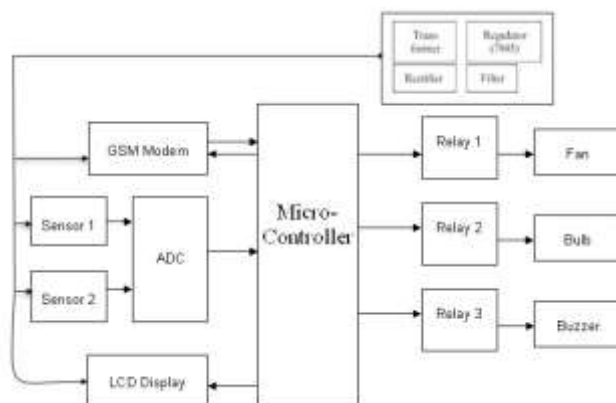 Trans
former
Regulator
(7805)
Rectifier
Filter
GSM Modem
Relay 1
Fan
Micro-
Controller
Sensor 1
ADC
Relay 2
Bulb
Sensor 2
Relay 3
Buzzer
LCD Display